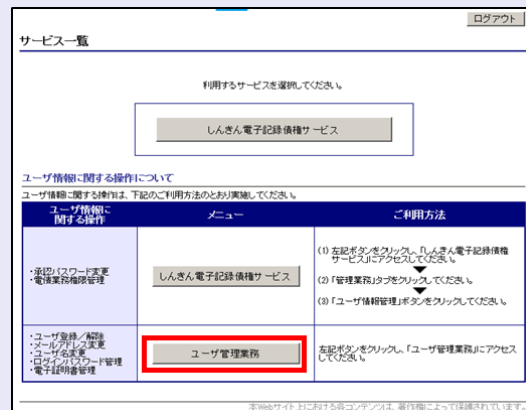 ログアウト
サービス一覧
利用するサービスを選択してください。
しんきん電子記録債権サービス
ユーザ情報に関する操作について
ユーザ情報に関する操作は、下記のご利用方法のとおり実施してください。
ユーザ情報に
関する操作
メニュー
ご利用方法
・承認パスワード変更
・電債業務権限管理
しんきん電子記録債権サービス
(1) 左記ボタンをクリックし、「しんきん電子記録債権
サービス」にアクセスしてください。
(2) 「管理業務」タブをクリックしてください。
(3) 「ユーザ情報管理」ボタンをクリックしてください。
・ユーザ登録／解除
・メールアドレス変更
・ユーザ名変更
・ログインパスワード管理
・電子証明書管理
ユーザ管理業務
左記ボタンをクリックし、「ユーザ管理業務」にアクセス
してください。
本Webサイト上における各コンテンツは、著作権によって保護されています。